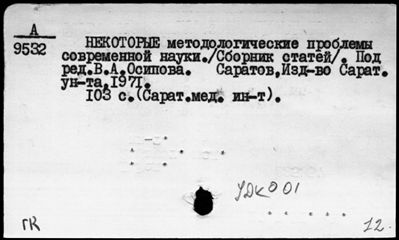 А
9532
НЕКОТОРЫЕ методологические проблемы
современной науки./Сборник статей/. Под
ред.В.А.Осипова. Саратов,Изд-во Сарат.
ун-та,1971.
103 с.(Сарат.мед. ин-т).
УДК 001
ГК
12.